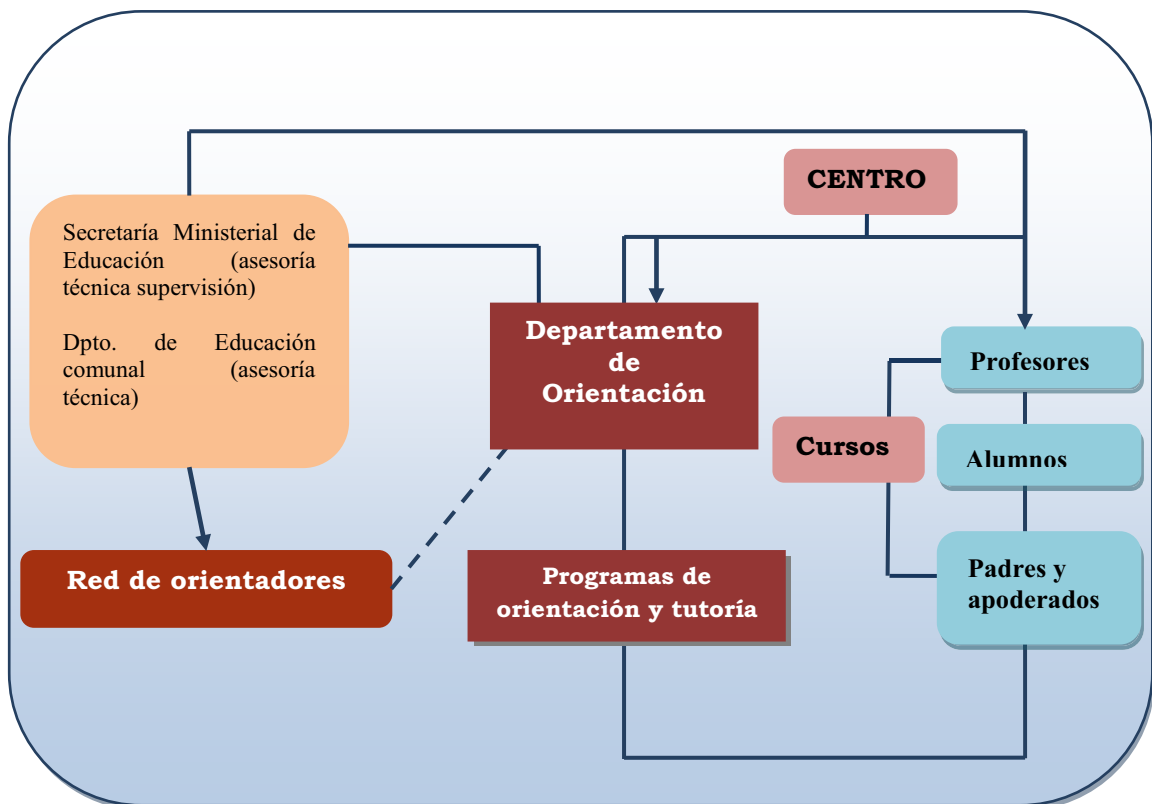 CENTRO
Secretaría Ministerial de
Educación (asesoría
técnica supervisión)
Dpto. de Educación
comunal (asesoría
técnica)
Departamento
de
Orientación
Profesores
Cursos
Alumnos
Red de orientadores
Programas de
orientación y tutoría
Padres y
apoderados